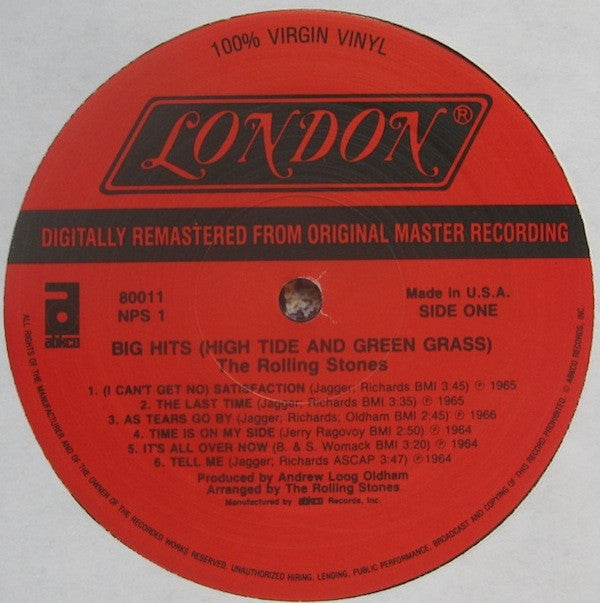 100% VIRGIN VINYL
LONDON®
DIGITALLY REMASTERED FROM ORIGINAL MASTER RECORDING
a
abkco
80011
NPS 1
Made in U.S.A.
SIDE ONE
BIG HITS (HIGH TIDE AND GREEN GRASS)
The Rolling Stones
1. (I CAN'T GET NO) SATISFACTION (Jagger; Richards BMI 3:45) ℗ 1965
2. THE LAST TIME (Jagger; Richards BMI 3:35) ℗ 1965
3. AS TEARS GO BY (Jagger; Richards; Oldham BMI 2:45) ℗ 1966
4. TIME IS ON MY SIDE (Jerry Ragovoy BMI 2:50) ℗ 1964
5. IT'S ALL OVER NOW (B. & S. Womack BMI 3:20) ℗ 1964
6. TELL ME (Jagger; Richards ASCAP 3:47) ℗ 1964
Produced by Andrew Loog Oldham
Arranged by The Rolling Stones
Manufactured by abkco Records, Inc.
ALL RIGHTS OF THE MANUFACTURER AND OF THE OWNER OF THE RECORDED WORKS RESERVED. UNAUTHORIZED HIRING, LENDING, PUBLIC PERFORMANCE, BROADCAST AND COPYING OF THIS RECORD PROHIBITED. © ABKCO RECORDS, INC.